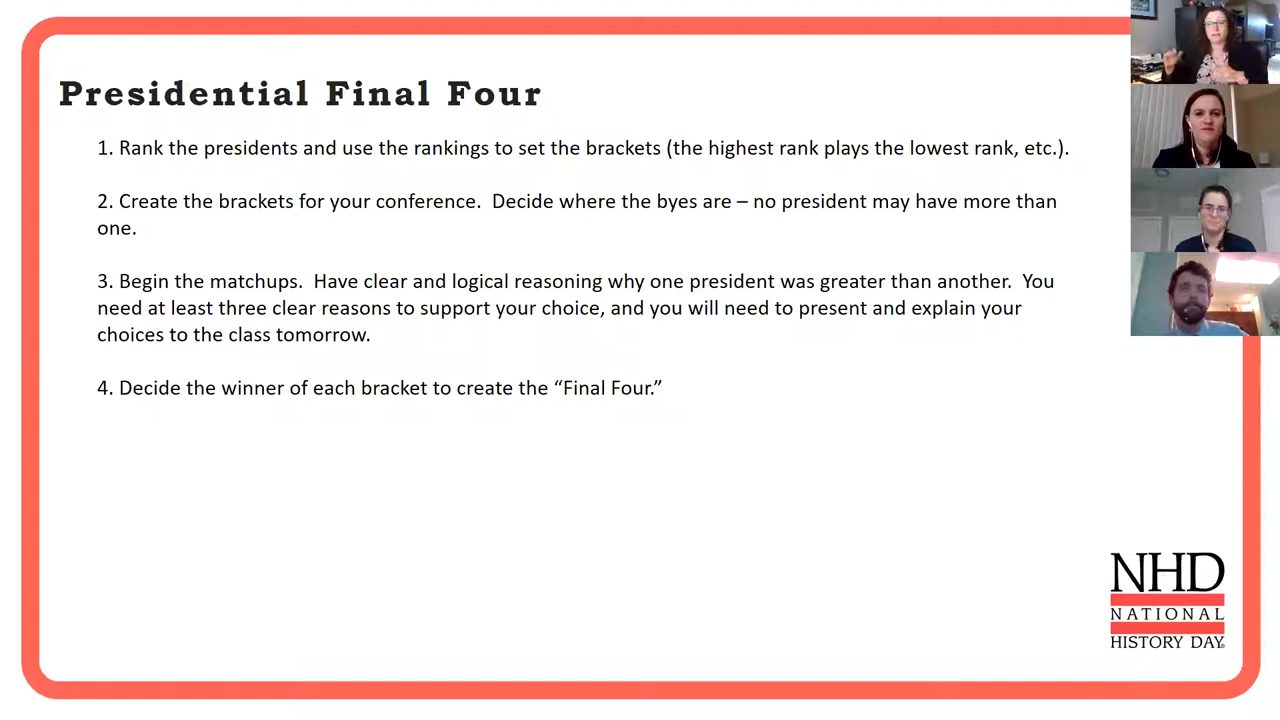 Presidential Final Four
1. Rank the presidents and use the rankings to set the brackets (the highest rank plays the lowest rank, etc.).
2. Create the brackets for your conference.  Decide where the byes are – no president may have more than
one.
3. Begin the matchups.  Have clear and logical reasoning why one president was greater than another.  You
need at least three clear reasons to support your choice, and you will need to present and explain your
choices to the class tomorrow.
4. Decide the winner of each bracket to create the “Final Four.”
NHD
NATIONAL
HISTORY DAY